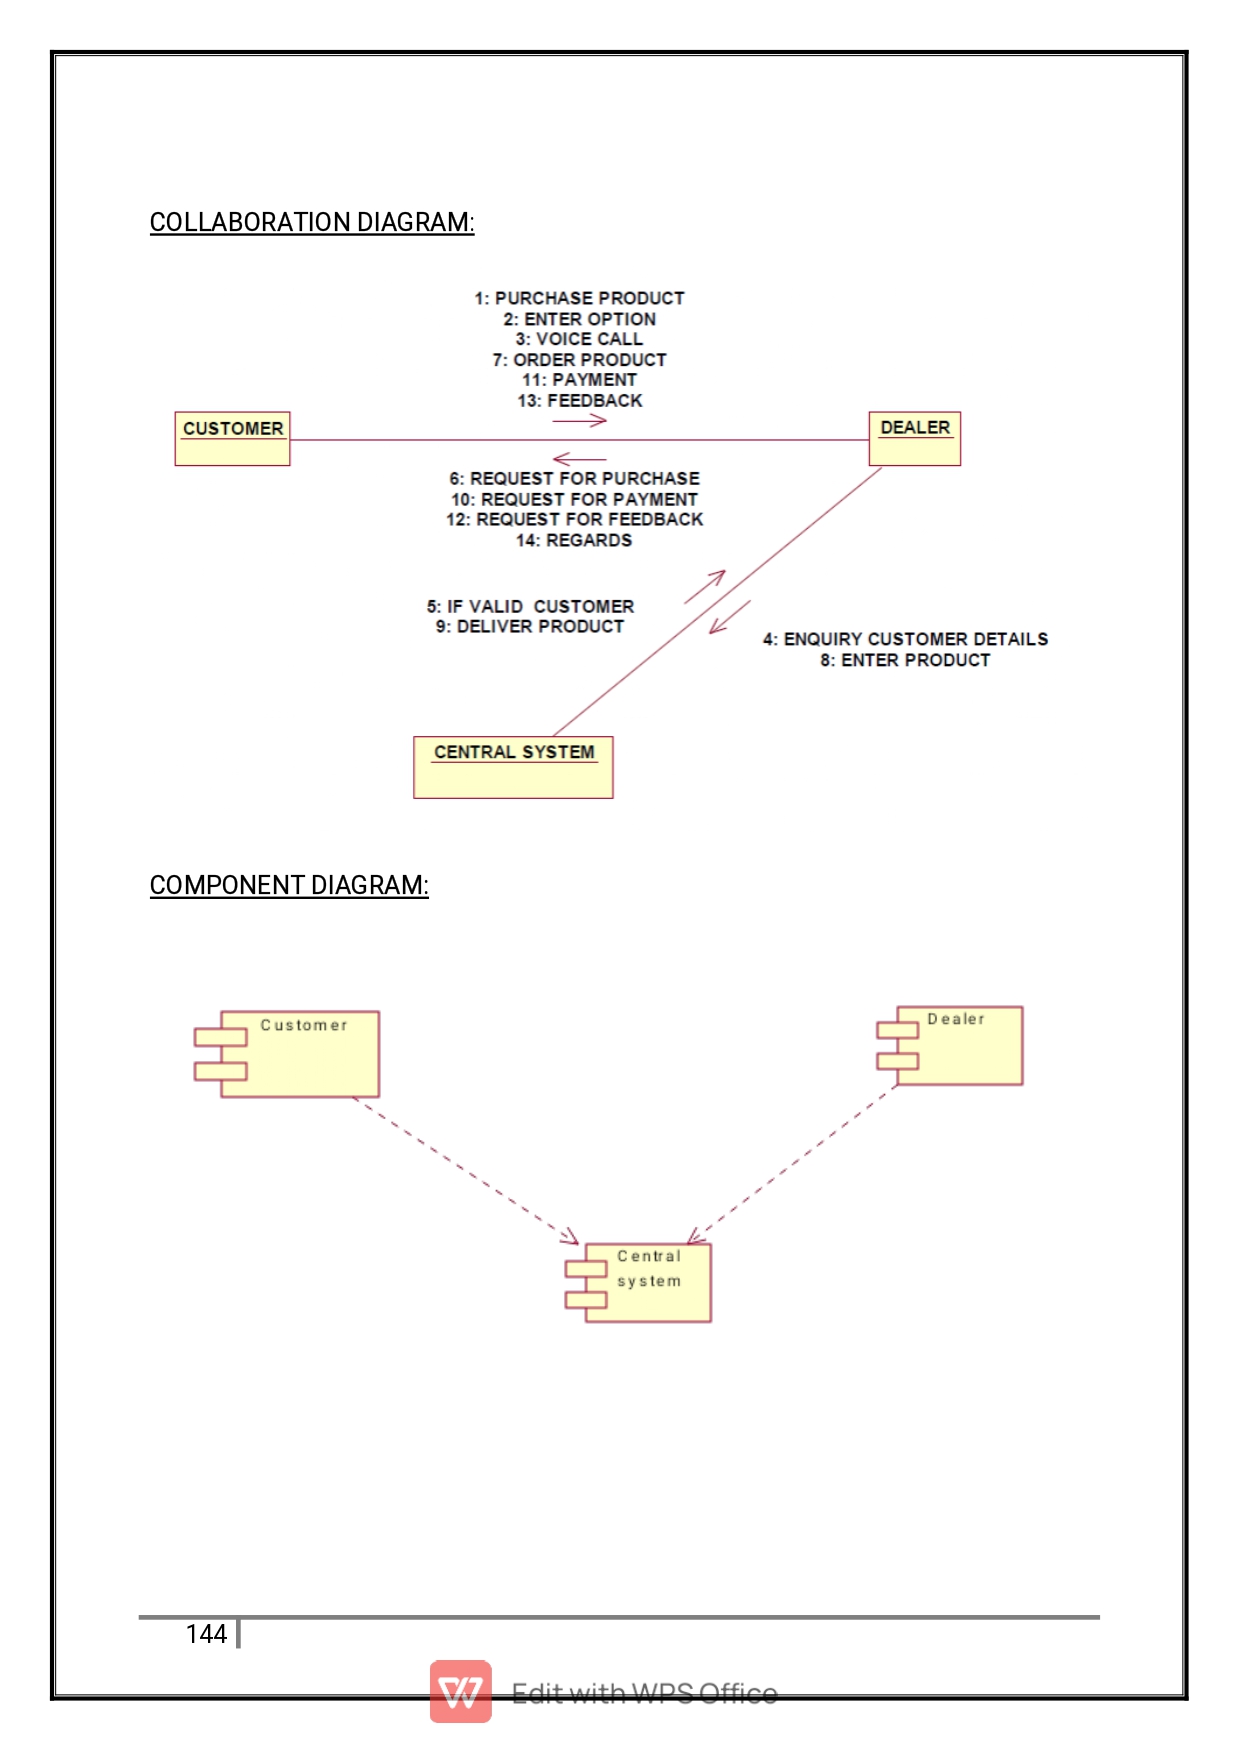 COLLABORATION DIAGRAM:
1: PURCHASE PRODUCT
2: ENTER OPTION
3: VOICE CALL
7: ORDER PRODUCT
11: PAYMENT
13: FEEDBACK
CUSTOMER
DEALER
6: REQUEST FOR PURCHASE
10: REQUEST FOR PAYMENT
12: REQUEST FOR FEEDBACK
14: REGARDS
5: IF VALID CUSTOMER
9: DELIVER PRODUCT
4: ENQUIRY CUSTOMER DETAILS
8: ENTER PRODUCT
CENTRAL SYSTEM
COMPONENT DIAGRAM:
Customer
Dealer
Central
system
144
Edit with WPS Office